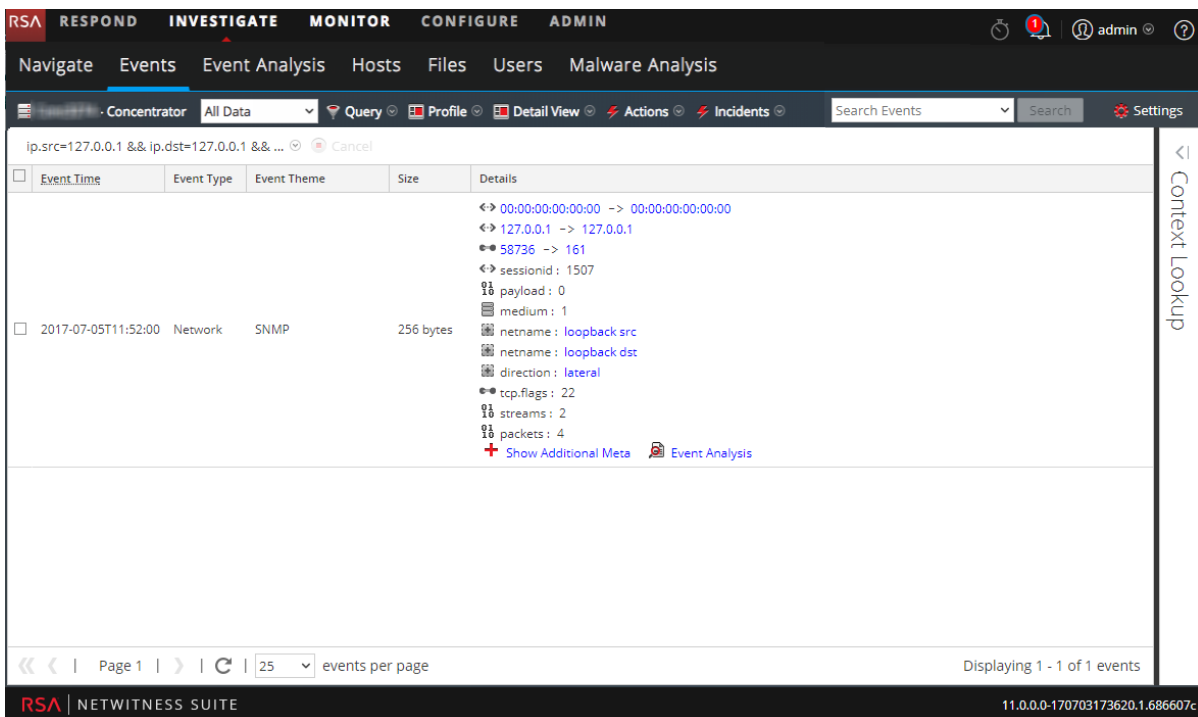 RSA RESPOND INVESTIGATE MONITOR CONFIGURE ADMIN 1 admin ?
Navigate Events Event Analysis Hosts Files Users Malware Analysis
- Concentrator All Data Query Profile Detail View Actions Incidents Search Events Search Settings
ip.src=127.0.0.1 && ip.dst=127.0.0.1 && ... Cancel
Event Time Event Type Event Theme Size Details
00:00:00:00:00:00 -> 00:00:00:00:00:00
127.0.0.1 -> 127.0.0.1
58736 -> 161
sessionid : 1507
payload : 0
medium : 1
2017-07-05T11:52:00 Network SNMP 256 bytes
netname : loopback src
netname : loopback dst
direction : lateral
tcp.flags : 22
streams : 2
packets : 4
Show Additional Meta Event Analysis
Context Lookup
Page 1 | 25 events per page Displaying 1 - 1 of 1 events
RSA | NETWITNESS SUITE 11.0.0.0-170703173620.1.686607c